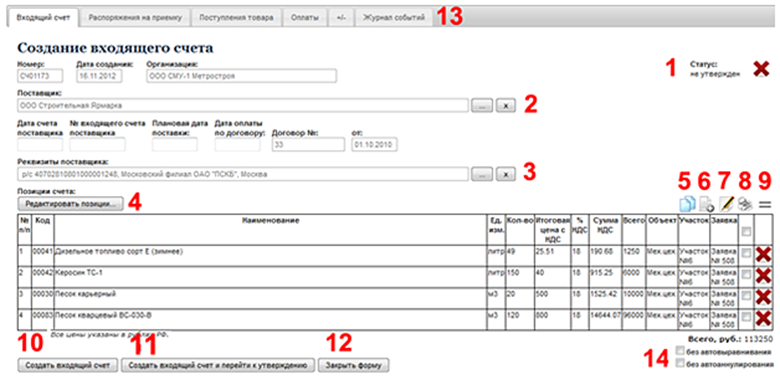 Входящий счет Распоряжения на приемку Поступления товара Оплаты +/- Журнал событий 13
Создание входящего счета
Номер: Дата создания: Организация: 1 Статус:
СЧ01173 16.11.2012 ООО СМУ-1 Метростроя не утвержден
Поставщик:
ООО Строительная Ярмарка ... x 2
Дата счета поставщика № входящего счета поставщика Плановая дата поставки: Дата оплаты по договору: Договор №: от:
33 01.10.2010
Реквизиты поставщика:
р/с 40702810801000001248, Московский филиал ОАО "ПСКБ", Москва ... x 3
Позиции счета: 5 6 7 8 9
Редактировать позиции... 4
№ п/п Код Наименование Ед. изм. Кол-во Итоговая цена с НДС % НДС Сумма НДС Всего Объект Участок Заявка
1 00041 Дизельное топливо сорт Е (зимнее) литр 49 25.51 18 190.68 1250 Мех.цех Участок №6 Заявка № 508
2 00042 Керосин ТС-1 литр 150 40 18 915.25 6000 Мех.цех Участок №6 Заявка № 508
3 00030 Песок карьерный м3 20 500 18 1525.42 10000 Мех.цех Участок №6 Заявка № 508
4 00083 Песок кварцевый ВС-030-В м3 120 800 18 14644.07 96000 Мех.цех Участок №6 Заявка № 508
Все цены указаны в рублях РФ.
Всего, руб.: 113250
10 11 12
14 без автовыравнивания
без автоаннулирования
Создать входящий счет Создать входящий счет и перейти к утверждению Закрыть форму